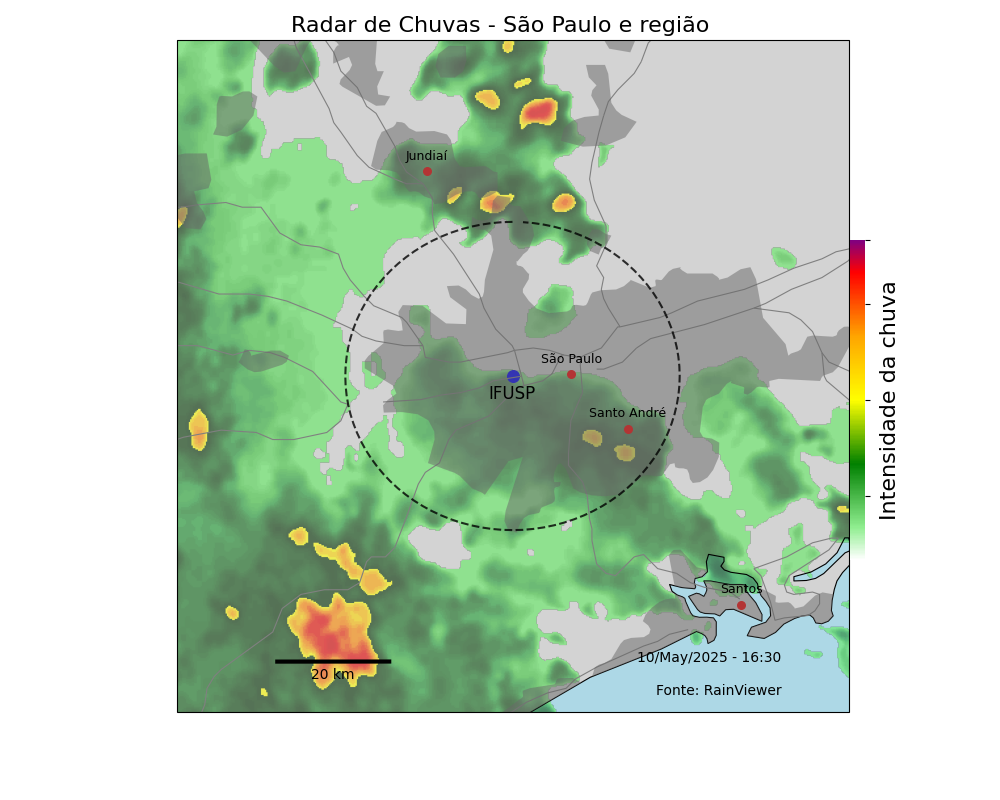 Radar de Chuvas - São Paulo e região
Jundiaí
São Paulo
IFUSP
Santo André
Intensidade da chuva
Santos
10/May/2025 - 16:30
20 km
Fonte: RainViewer